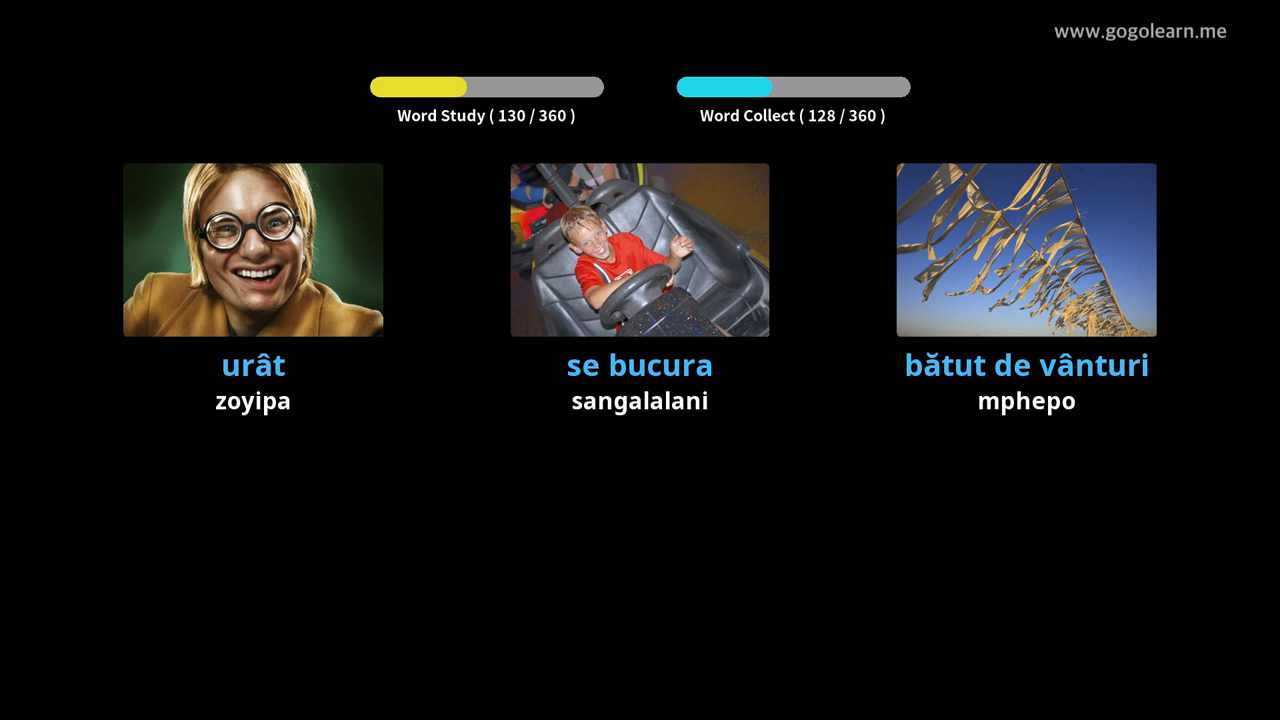 www.gogolearn.me
Word Study ( 130 / 360 )
Word Collect ( 128 / 360 )
urât
zoyipa
se bucura
sangalalani
bătut de vânturi
mphepo